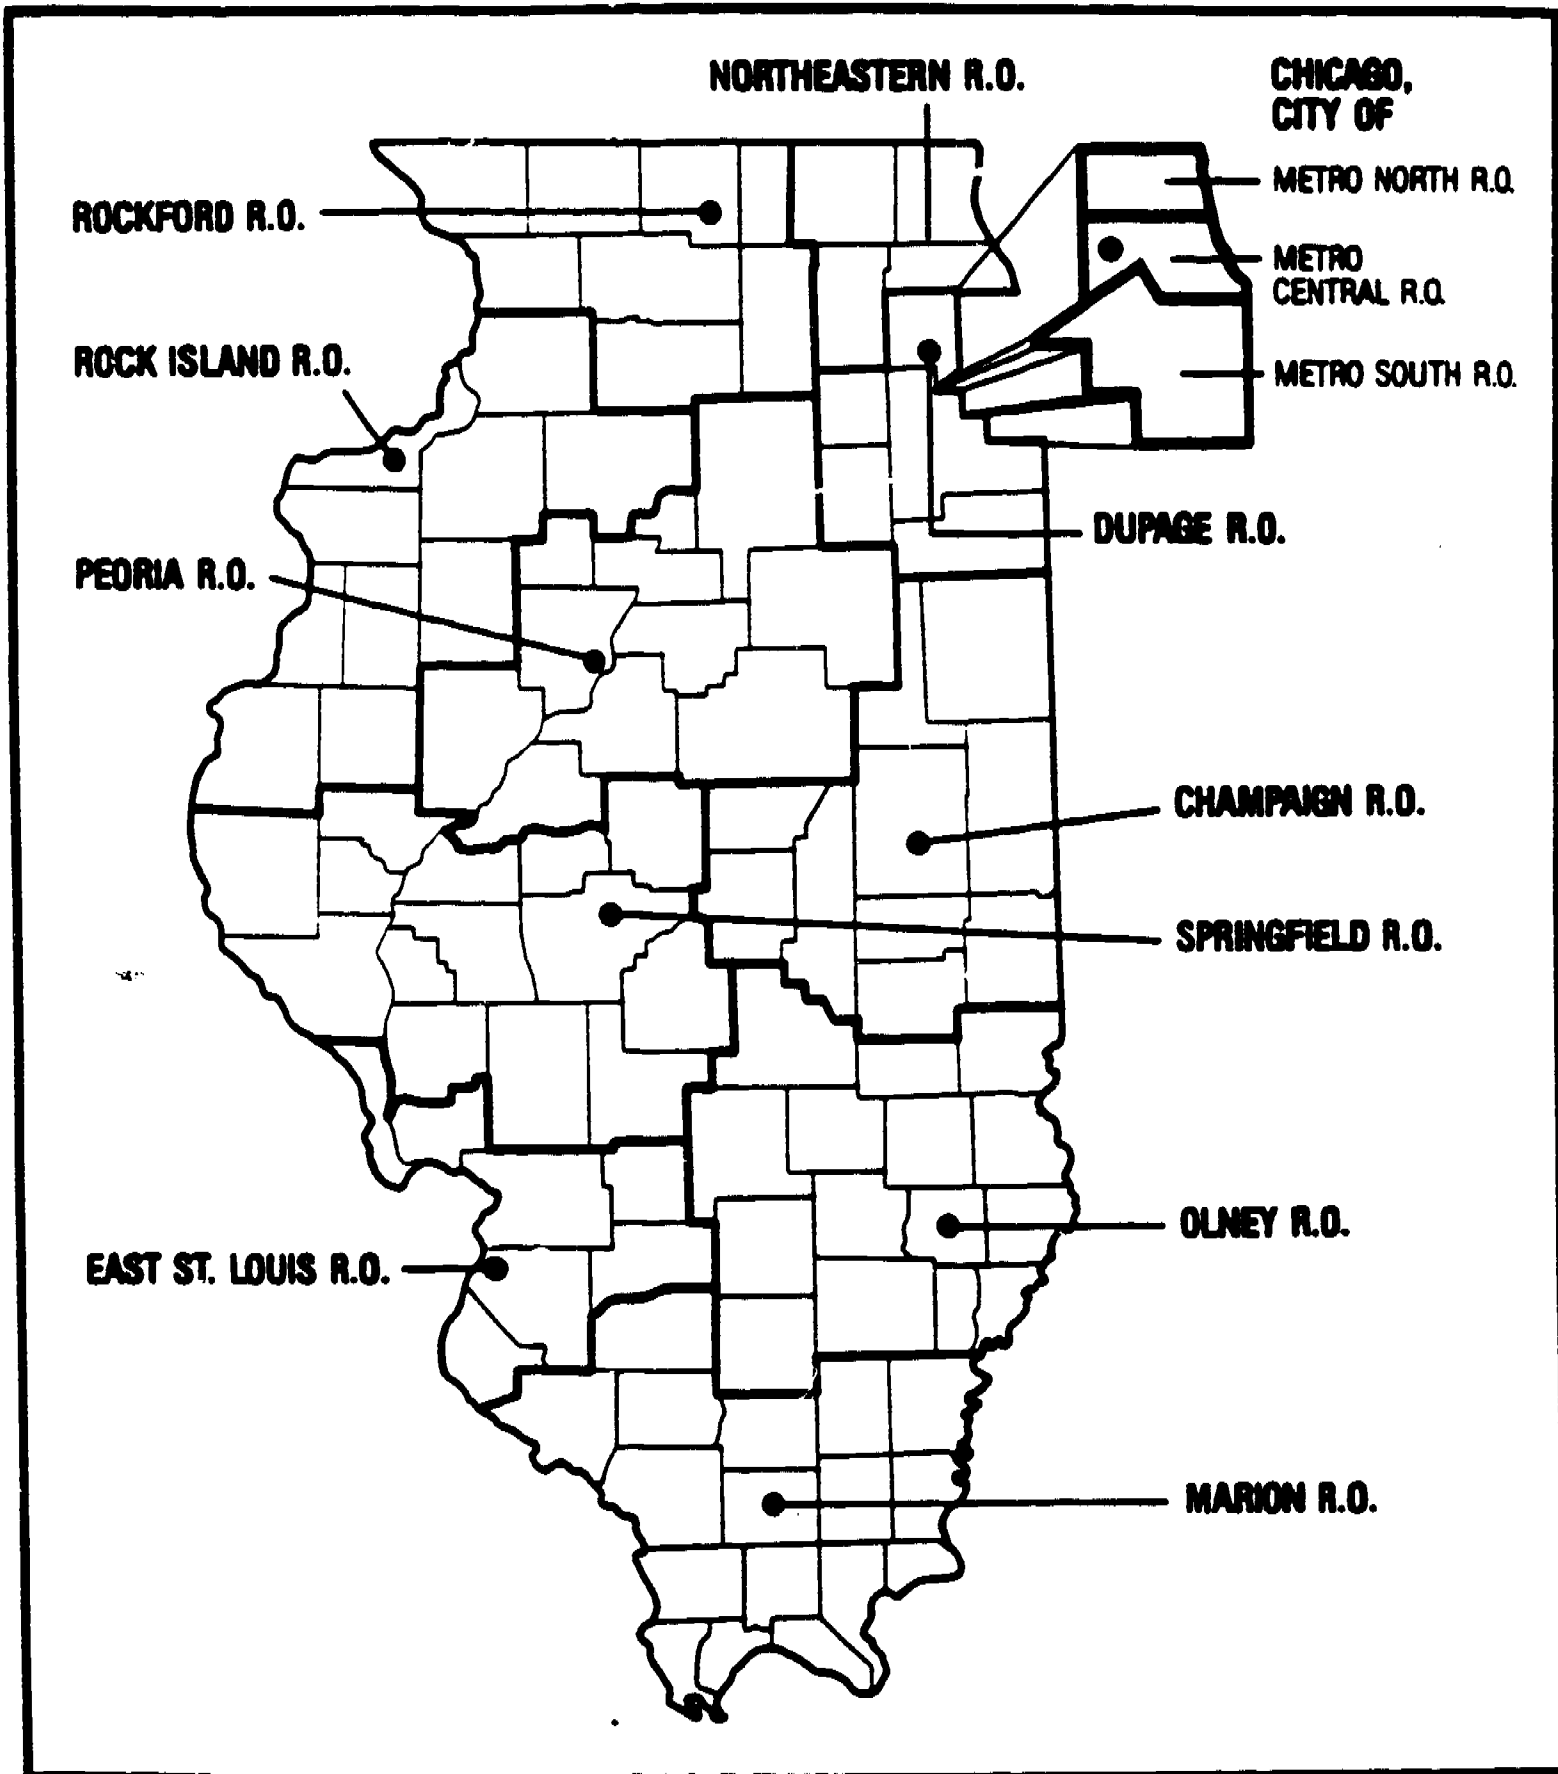 NORTHEASTERN R.O.
CHICAGO,
CITY OF
METRO NORTH R.O.
ROCKFORD R.O.
METRO
CENTRAL R.O.
ROCK ISLAND R.O.
METRO SOUTH R.O.
DUPAGE R.O.
PEORIA R.O.
CHAMPAIGN R.O.
SPRINGFIELD R.O.
OLNEY R.O.
EAST ST. LOUIS R.O.
MARION R.O.